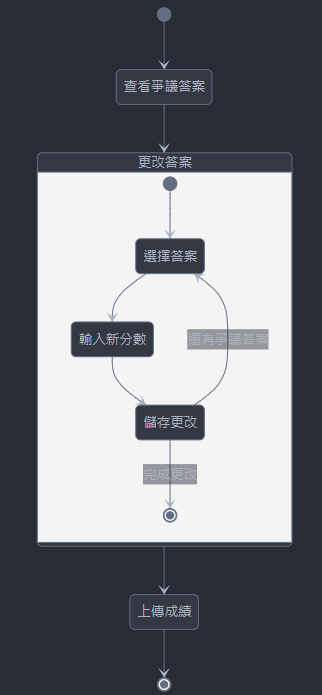 查看爭議答案
更改答案
選擇答案
輸入新分數
還有爭議答案
儲存更改
完成更改
上傳成績